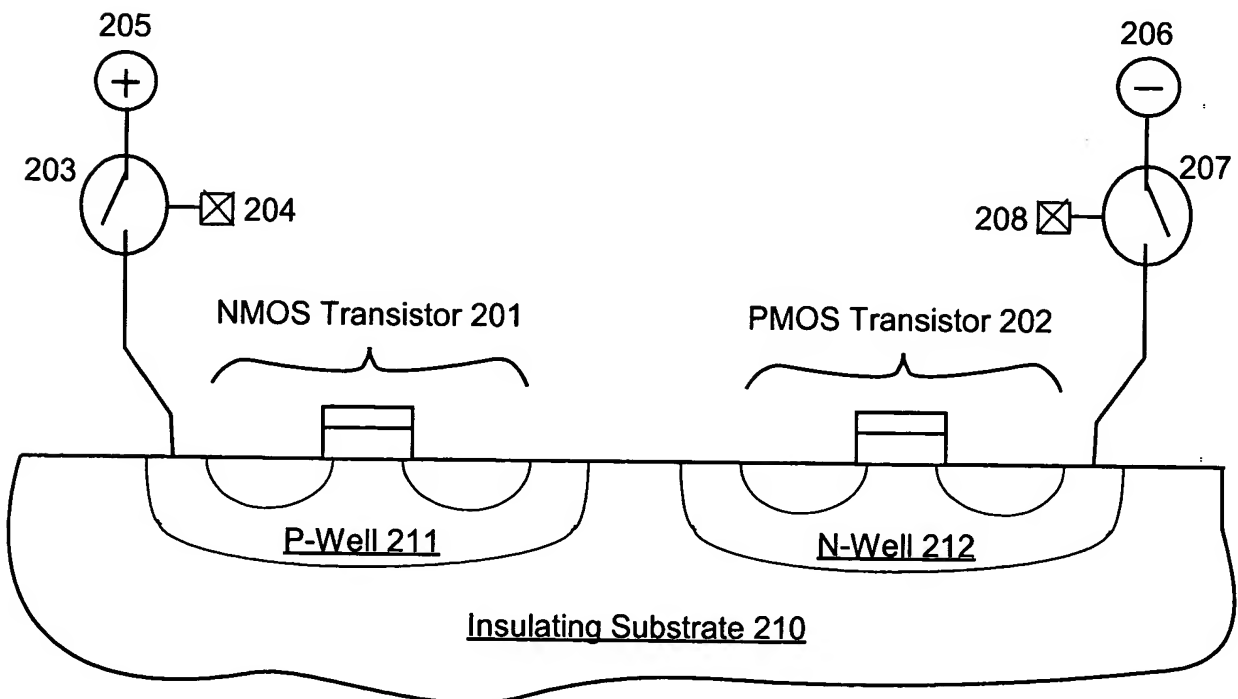 205
206
+
−
203
207
204
208
NMOS Transistor 201
PMOS Transistor 202
P-Well 211
N-Well 212
Insulating Substrate 210